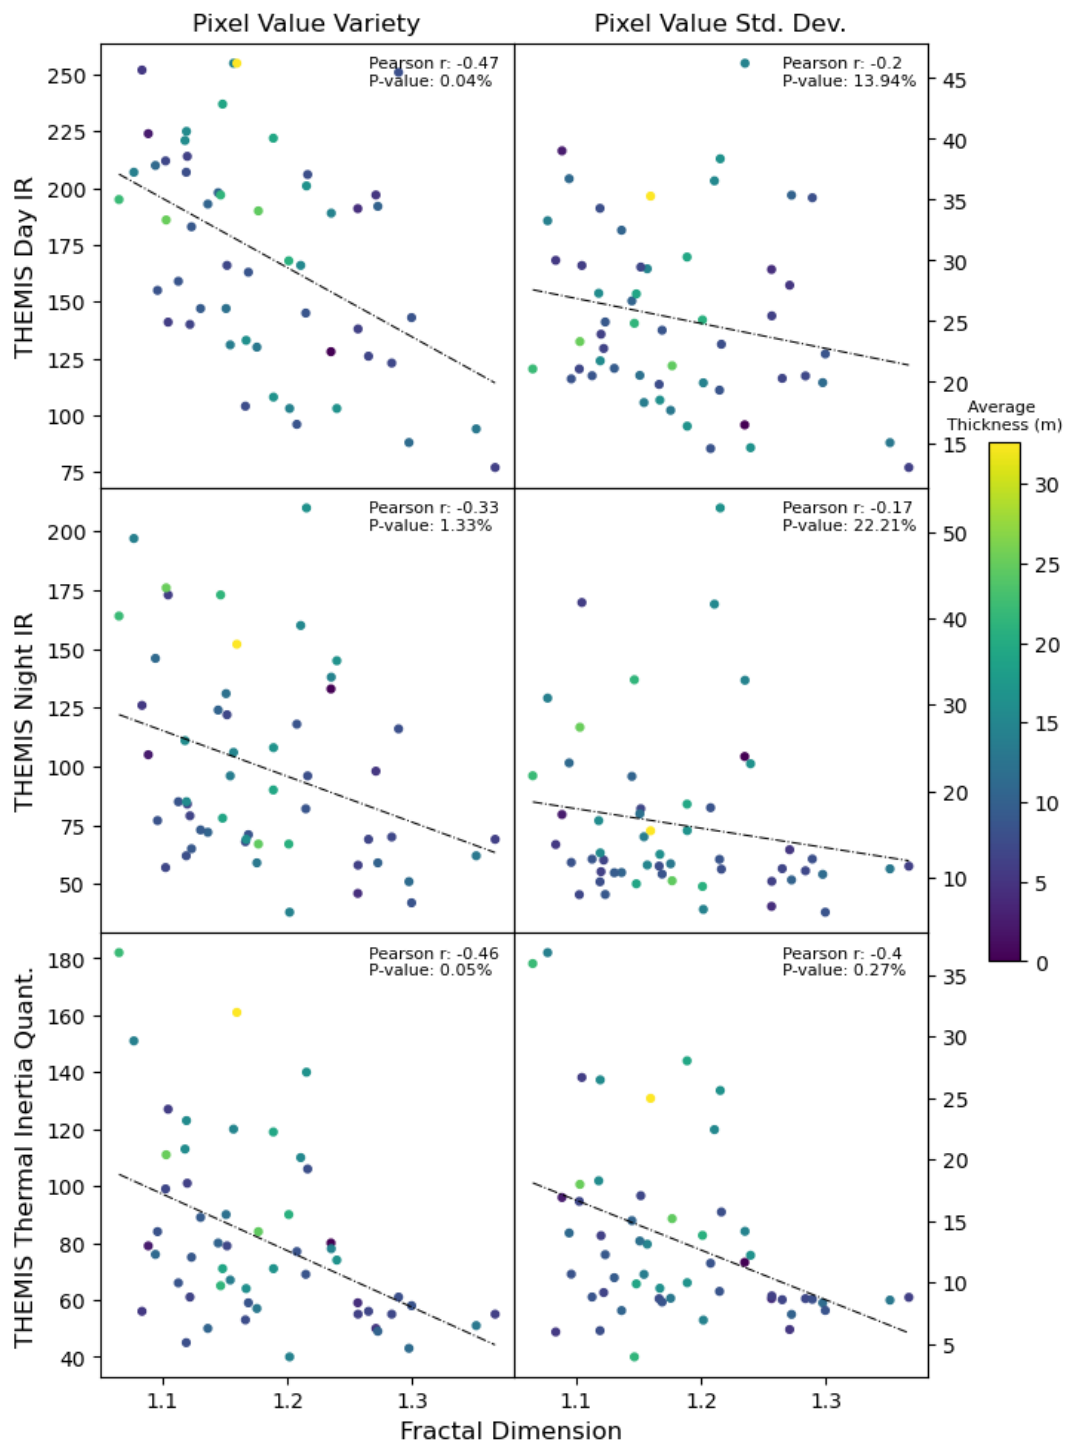 Pixel Value Variety
Pixel Value Std. Dev.
THEMIS Day IR
250
225
200
175
150
125
100
75
Pearson r: -0.47
P-value: 0.04%
Pearson r: -0.2
P-value: 13.94%
45
40
35
30
25
20
15
THEMIS Night IR
200
175
150
125
100
75
50
Pearson r: -0.33
P-value: 1.33%
Pearson r: -0.17
P-value: 22.21%
50
40
30
20
10
THEMIS Thermal Inertia Quant.
180
160
140
120
100
80
60
40
Pearson r: -0.46
P-value: 0.05%
Pearson r: -0.4
P-value: 0.27%
35
30
25
20
15
10
5
1.1
1.2
1.3
1.1
1.2
1.3
Fractal Dimension
Average
Thickness (m)
30
25
20
15
10
5
0